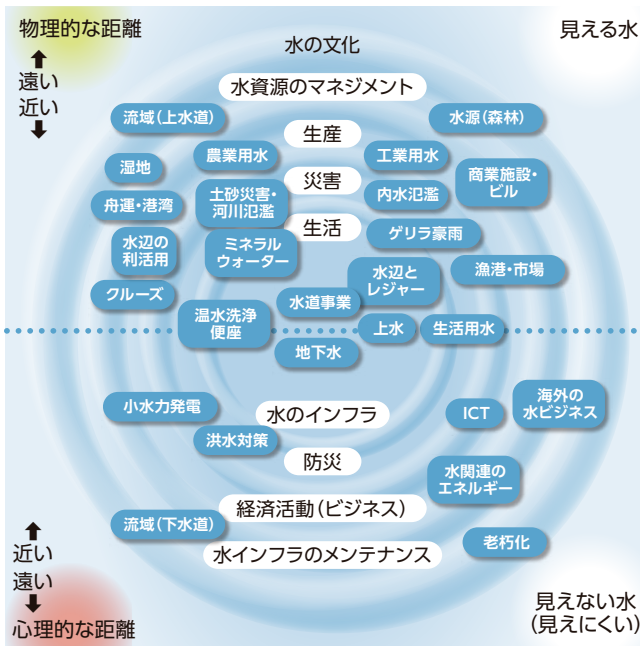 物理的な距離
遠い
近い
水の文化
見える水
水資源のマネジメント
流域(上水道)
水源(森林)
生産
農業用水
工業用水
湿地
商業施設・
ビル
災害
土砂災害・
河川氾濫
内水氾濫
舟運・港湾
生活
ゲリラ豪雨
水辺の
利活用
ミネラル
ウォーター
水辺と
レジャー
漁港・市場
クルーズ
水道事業
温水洗浄
便座
上水
生活用水
地下水
小水力発電
水のインフラ
ICT
海外の
水ビジネス
洪水対策
防災
水関連の
エネルギー
経済活動(ビジネス)
流域(下水道)
老朽化
水インフラのメンテナンス
近い
遠い
心理的な距離
見えない水
(見えにくい)